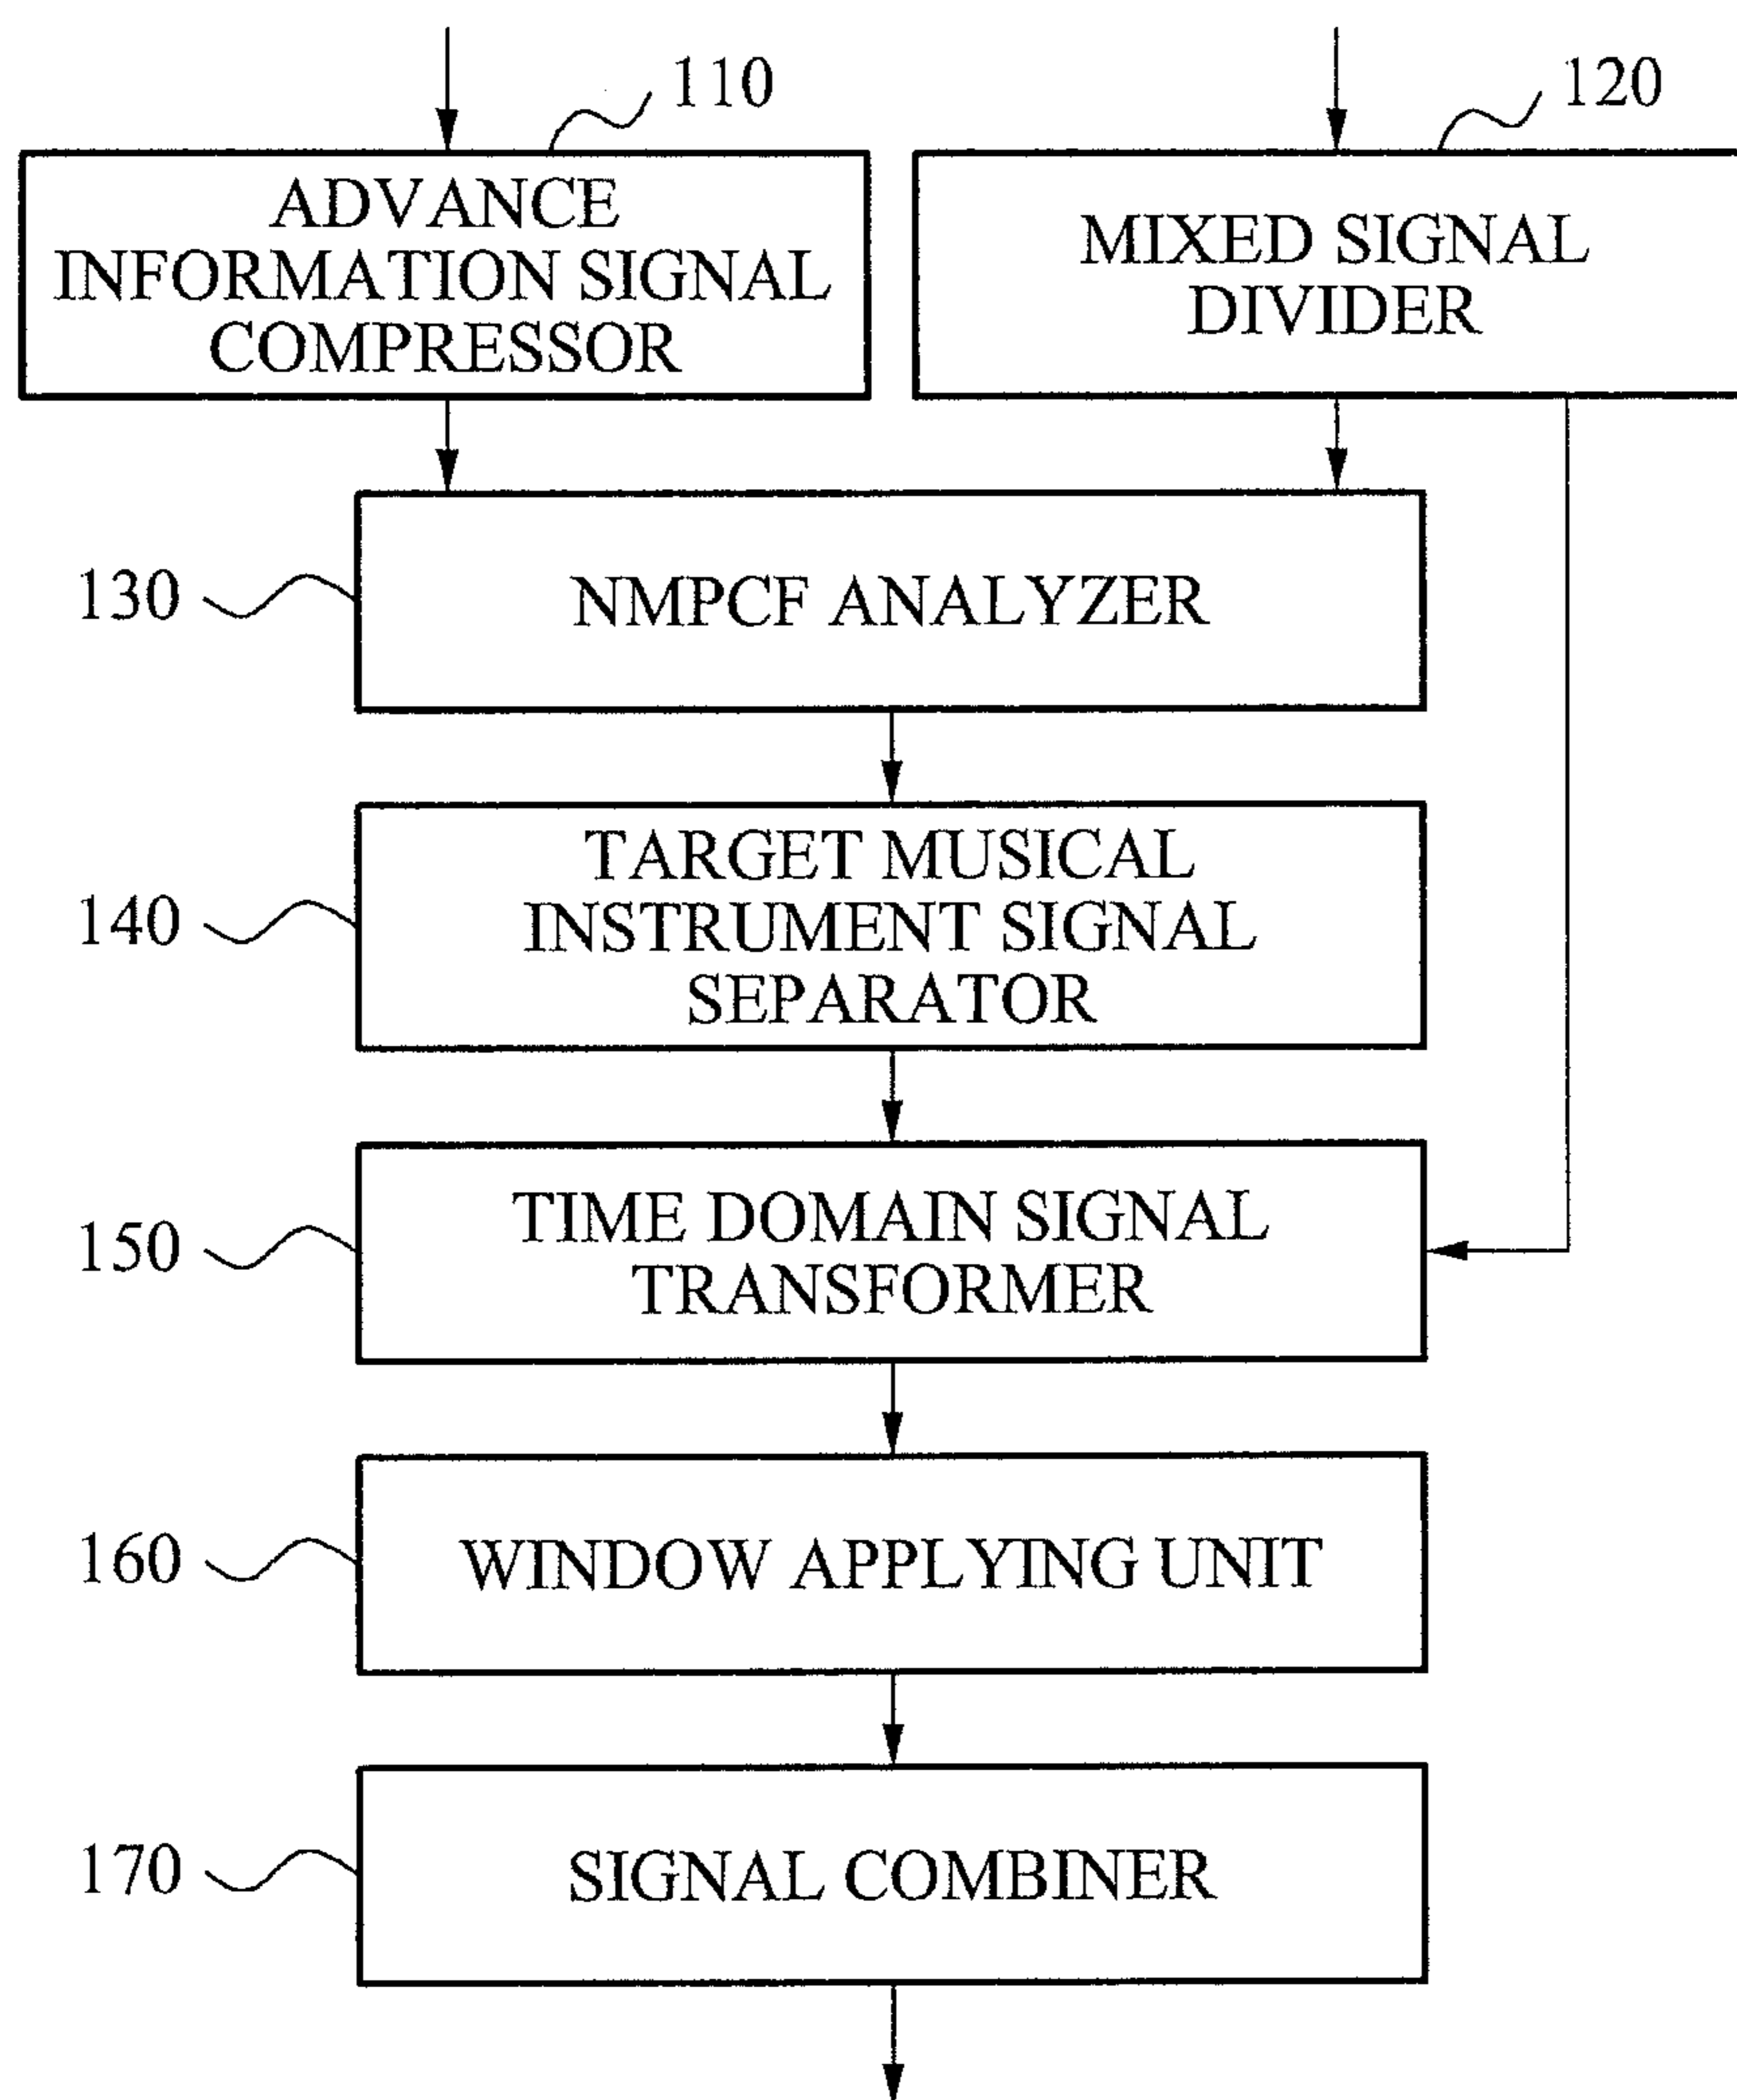 110
120
ADVANCE
INFORMATION SIGNAL
COMPRESSOR
MIXED SIGNAL
DIVIDER
130
NMPCF ANALYZER
TARGET MUSICAL
INSTRUMENT SIGNAL
SEPARATOR
140
TIME DOMAIN SIGNAL
TRANSFORMER
150
160
WINDOW APPLYING UNIT
170
SIGNAL COMBINER